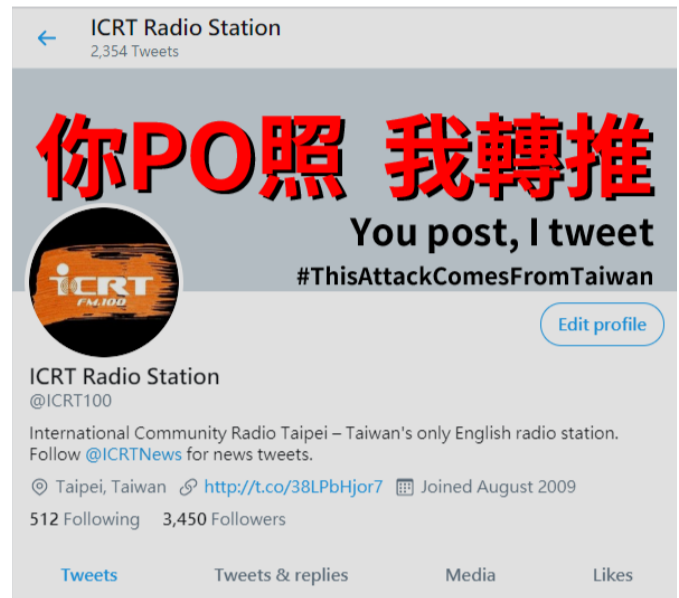 ICRT Radio Station
2,354 Tweets
你PO照 我轉推
You post, I tweet
#ThisAttackComesFromTaiwan
iCRT
FM.100
Edit profile
ICRT Radio Station
@ICRT100
International Community Radio Taipei – Taiwan's only English radio station.
Follow @ICRTNews for news tweets.
Taipei, Taiwan http://t.co/38LPbHjor7 Joined August 2009
512 Following 3,450 Followers
Tweets Tweets & replies Media Likes